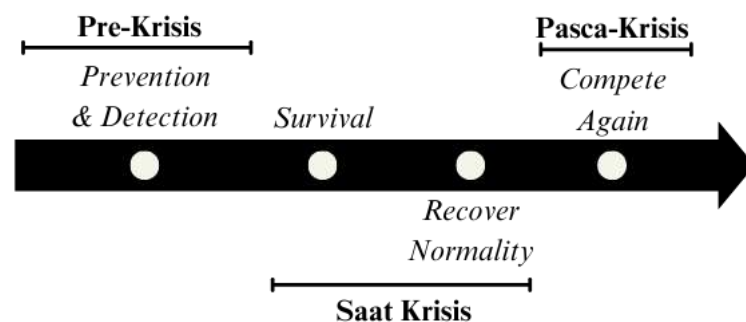 Pre-Krisis
Prevention
& Detection
Survival
Pasca-Krisis
Compete
Again
Recover
Normality
Saat Krisis